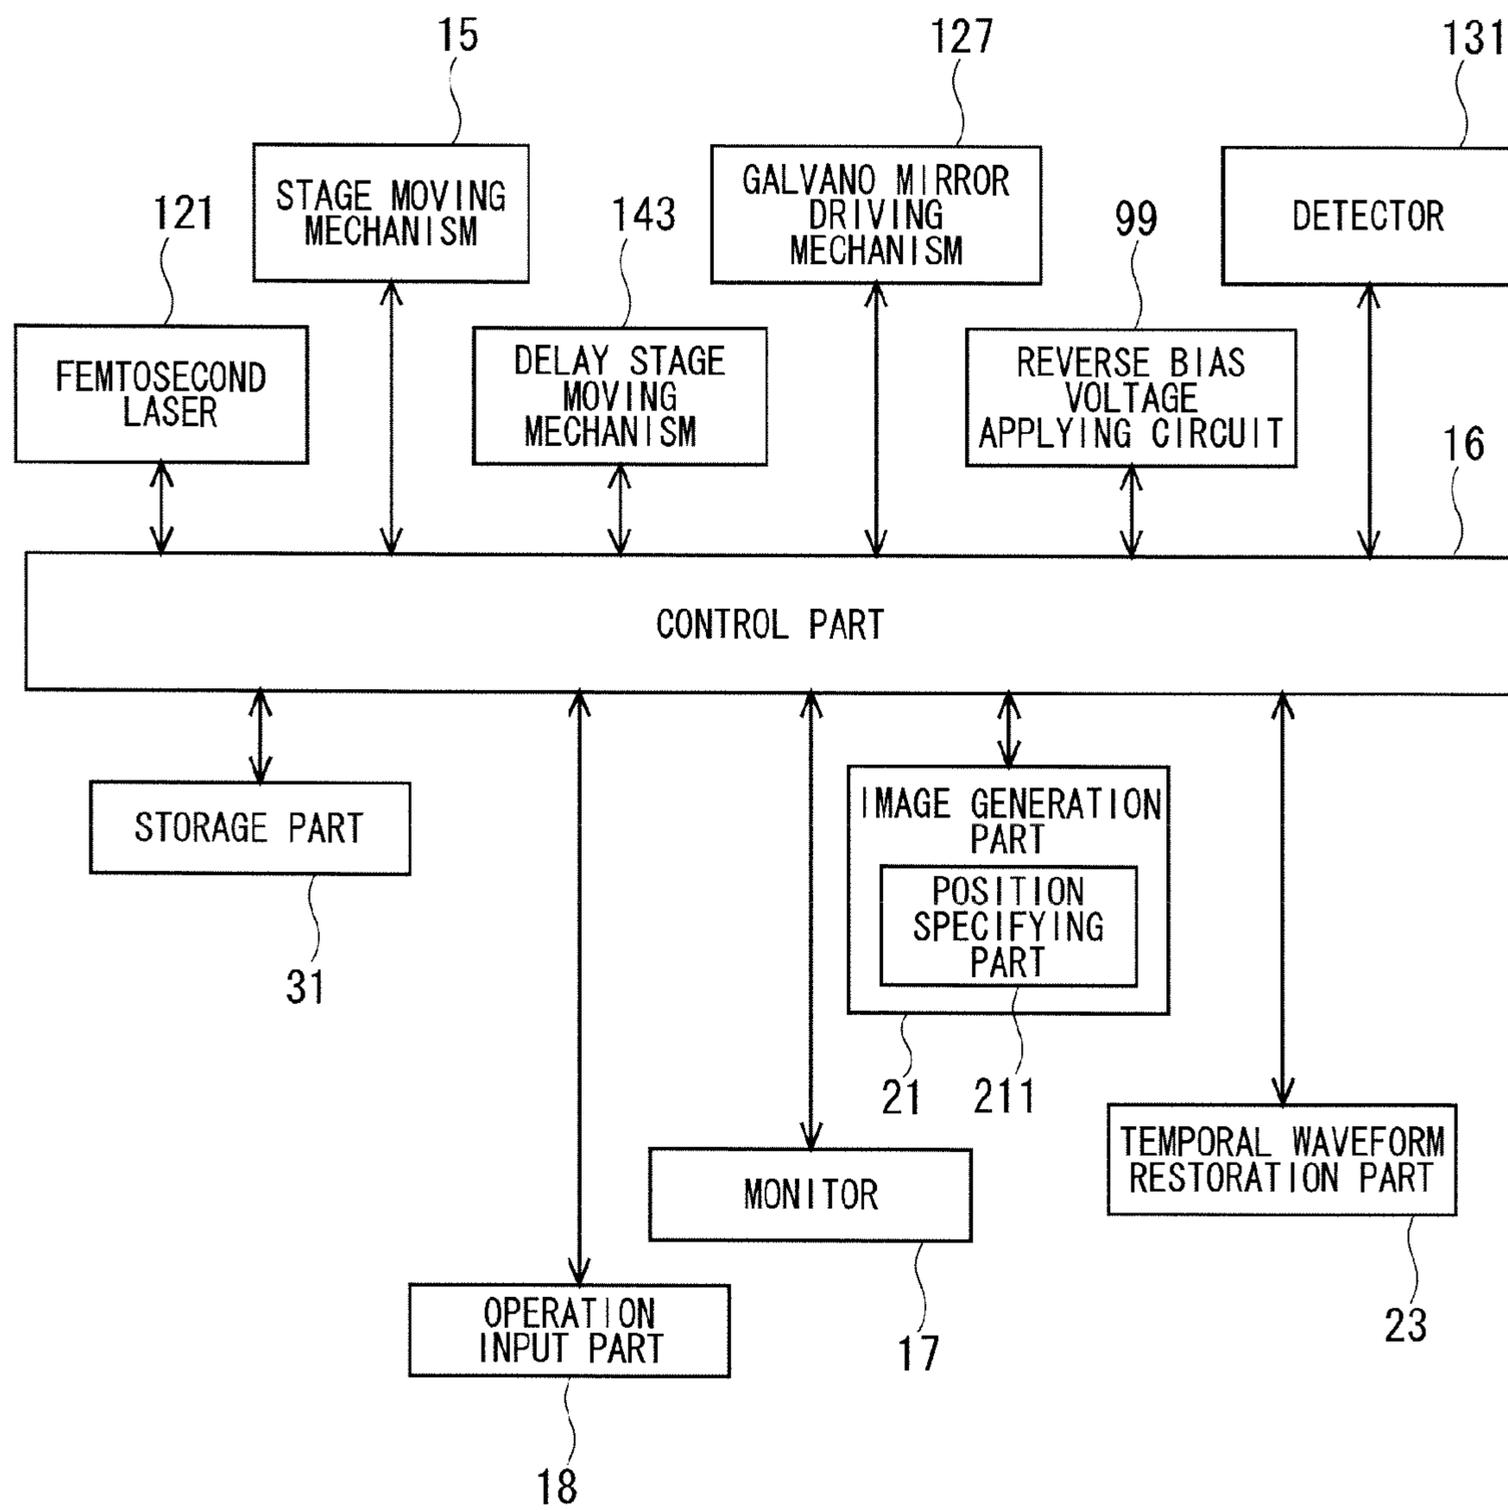 15
127
131
STAGE MOVING
MECHANISM
GALVANO MIRROR
DRIVING
MECHANISM
DETECTOR
121
143
99
FEMTOSECOND
LASER
DELAY STAGE
MOVING
MECHANISM
REVERSE BIAS
VOLTAGE
APPLYING CIRCUIT
16
CONTROL PART
STORAGE PART
31
IMAGE GENERATION
PART
POSITION
SPECIFYING
PART
21
211
TEMPORAL WAVEFORM
RESTORATION PART
23
MONITOR
17
OPERATION
INPUT PART
18